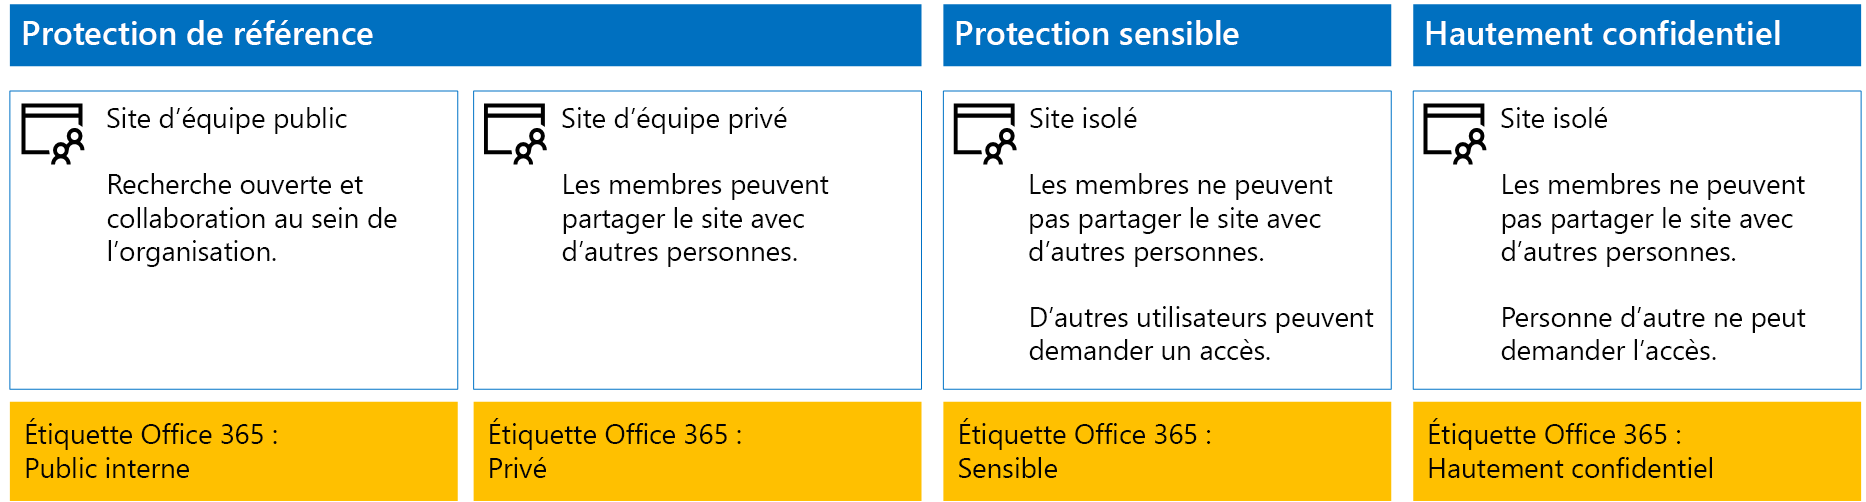 Protection de référence
Protection sensible
Hautement confidentiel
Site d’équipe public
Recherche ouverte et
collaboration au sein de
l’organisation.
Site d’équipe privé
Les membres peuvent
partager le site avec
d’autres personnes.
Site isolé
Les membres ne peuvent
pas partager le site avec
d’autres personnes.
D’autres utilisateurs peuvent
demander un accès.
Site isolé
Les membres ne peuvent
pas partager le site avec
d’autres personnes.
Personne d’autre ne peut
demander l’accès.
Étiquette Office 365 :
Public interne
Étiquette Office 365 :
Privé
Étiquette Office 365 :
Sensible
Étiquette Office 365 :
Hautement confidentiel